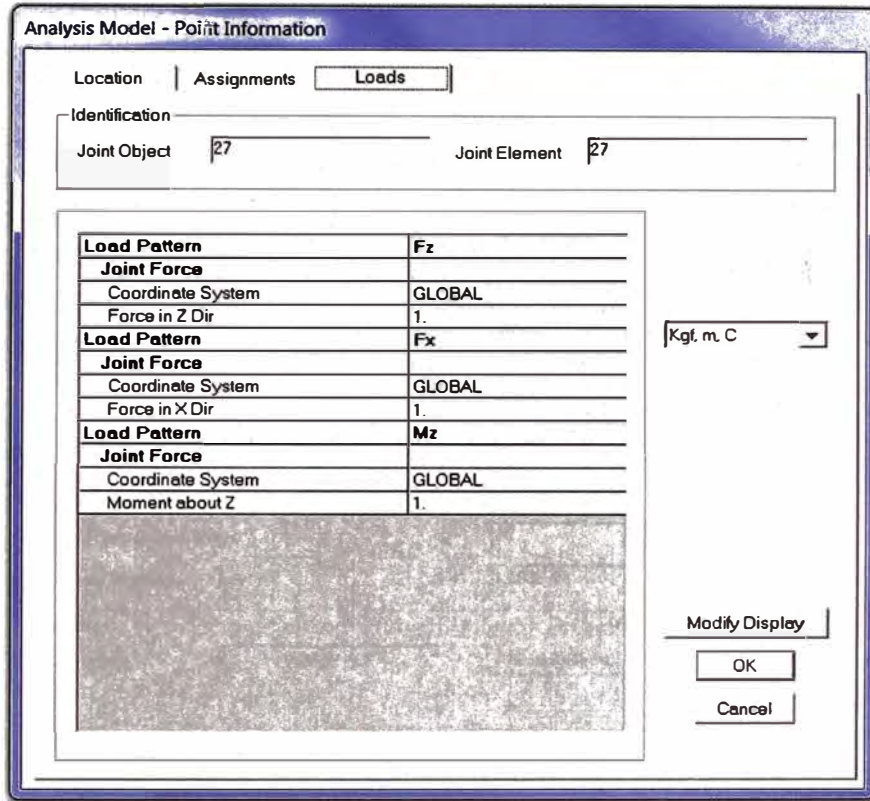 Analysis Model - Point Information
Location Assignments Loads
Identification
Joint Object 27 Joint Element 27
Load Pattern Fz
Joint Force
Coordinate System GLOBAL
Force in Z Dir 1.
Load Pattern Fx
Joint Force
Coordinate System GLOBAL
Force in X Dir 1.
Load Pattern Mz
Joint Force
Coordinate System GLOBAL
Moment about Z 1.
Kgf, m, C
Modify Display
OK
Cancel